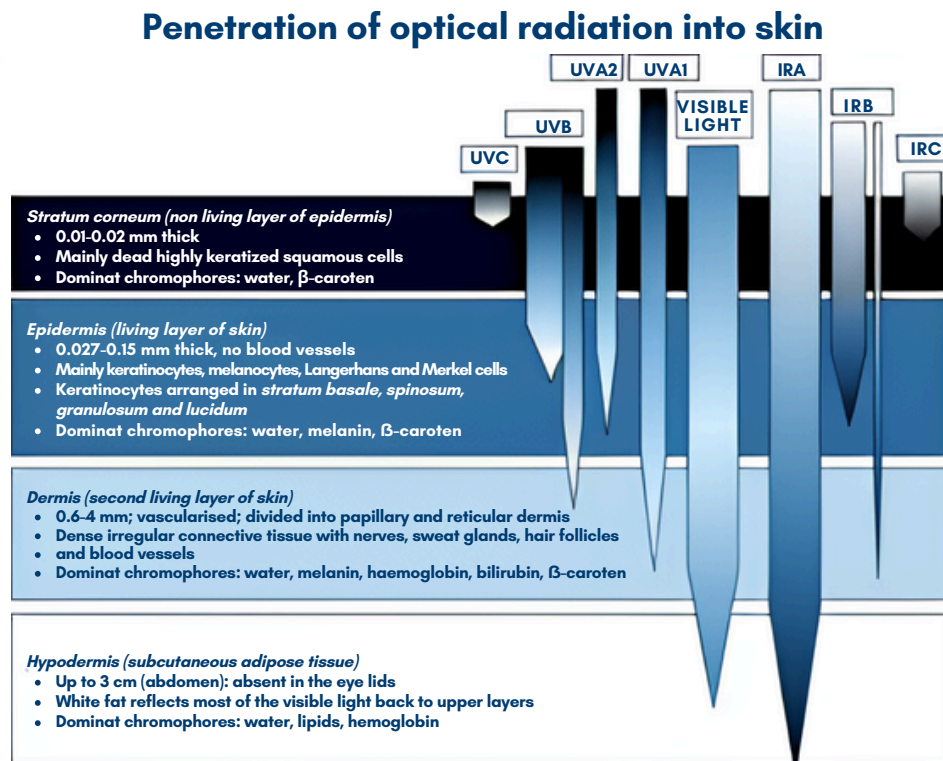 Penetration of optical radiation into skin
UVA2
UVA1
IRA
IRB
VISIBLE
LIGHT
UVB
UVC
IRC
Stratum corneum (non living layer of epidermis)
• 0.01-0.02 mm thick
• Mainly dead highly keratized squamous cells
• Dominat chromophores: water, β-caroten
Epidermis (living layer of skin)
• 0.027-0.15 mm thick, no blood vessels
• Mainly keratinocytes, melanocytes, Langerhans and Merkel cells
• Keratinocytes arranged in stratum basale, spinosum,
granulosum and lucidum
• Dominat chromophores: water, melanin, ß-caroten
Dermis (second living layer of skin)
• 0.6-4 mm; vascularised; divided into papillary and reticular dermis
• Dense irregular connective tissue with nerves, sweat glands, hair follicles
• and blood vessels
• Dominat chromophores: water, melanin, haemoglobin, bilirubin, ß-caroten
Hypodermis (subcutaneous adipose tissue)
• Up to 3 cm (abdomen): absent in the eye lids
• White fat reflects most of the visible light back to upper layers
• Dominat chromophores: water, lipids, hemoglobin